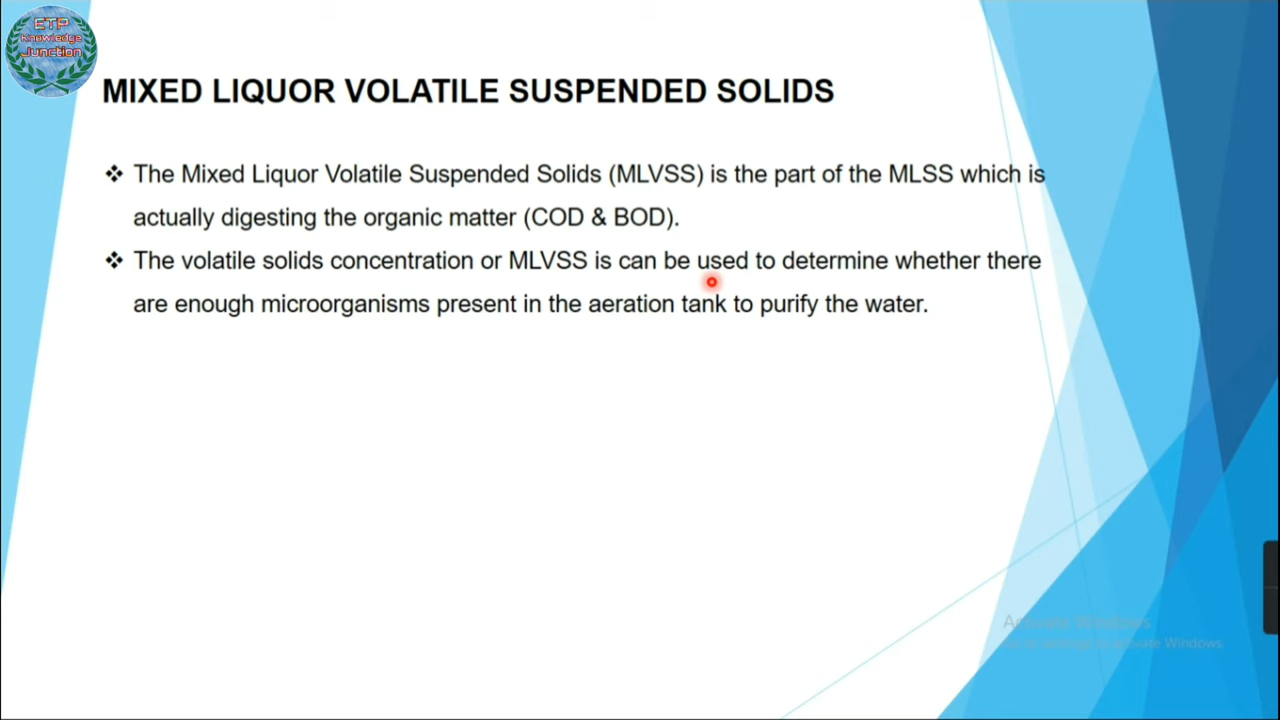 ETP
Knowledge
Junction
MIXED LIQUOR VOLATILE SUSPENDED SOLIDS
❖ The Mixed Liquor Volatile Suspended Solids (MLVSS) is the part of the MLSS which is
actually digesting the organic matter (COD & BOD).
❖ The volatile solids concentration or MLVSS is can be used to determine whether there
are enough microorganisms present in the aeration tank to purify the water.
Activate Windows
Activate Windows.